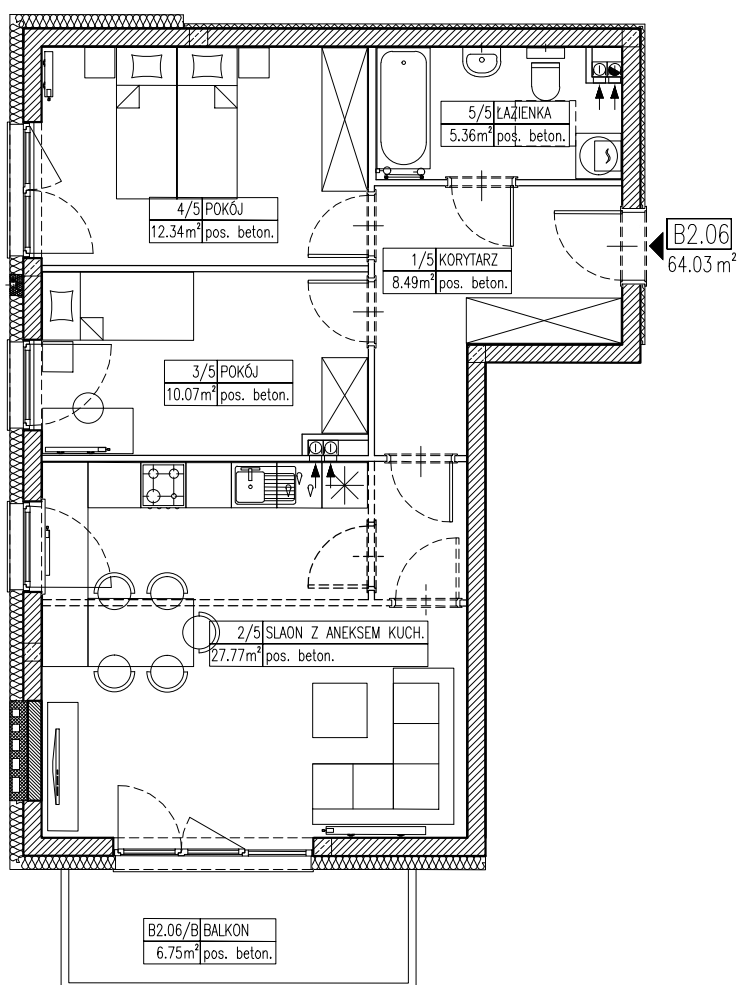 5/5 ŁAZIENKA
5.36m² pos. beton.
4/5 POKÓJ
12.34m² pos. beton.
B2.06
64.03 m²
1/5 KORYTARZ
8.49m² pos. beton.
3/5 POKÓJ
10.07m² pos. beton.
2/5 SLAON Z ANEKSEM KUCH.
27.77m² pos. beton.
B2.06/B BALKON
6.75m² pos. beton.